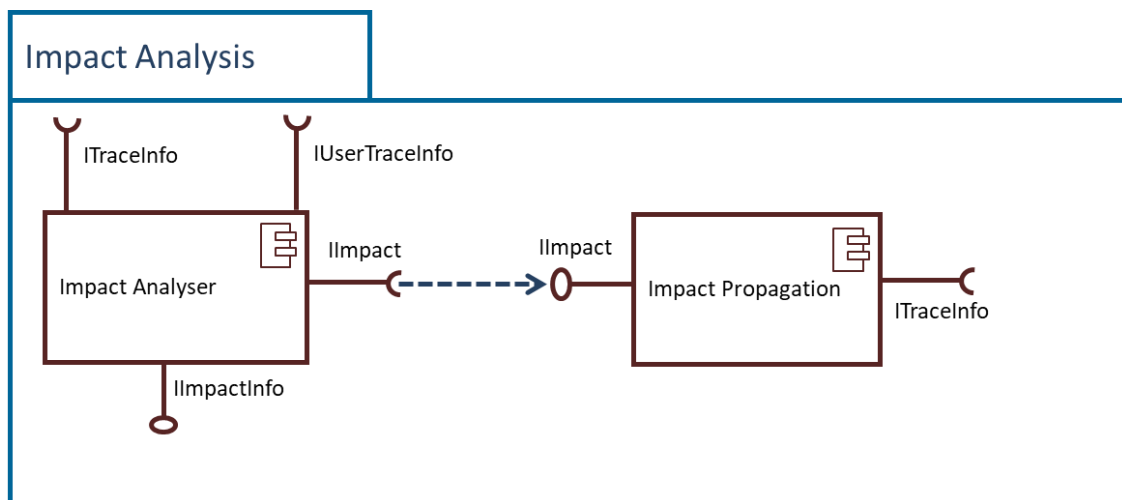 Impact Analysis
ITraceInfo
IUserTraceInfo
IImpact
IImpact
Impact Analyser
Impact Propagation
ITraceInfo
IImpactInfo